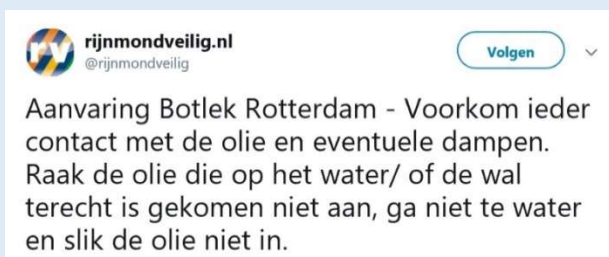 rv
rijnmondveilig.nl
@rijnmondveilig
Volgen
Aanvaring Botlek Rotterdam - Voorkom ieder
contact met de olie en eventuele dampen.
Raak de olie die op het water/ of de wal
terecht is gekomen niet aan, ga niet te water
en slik de olie niet in.